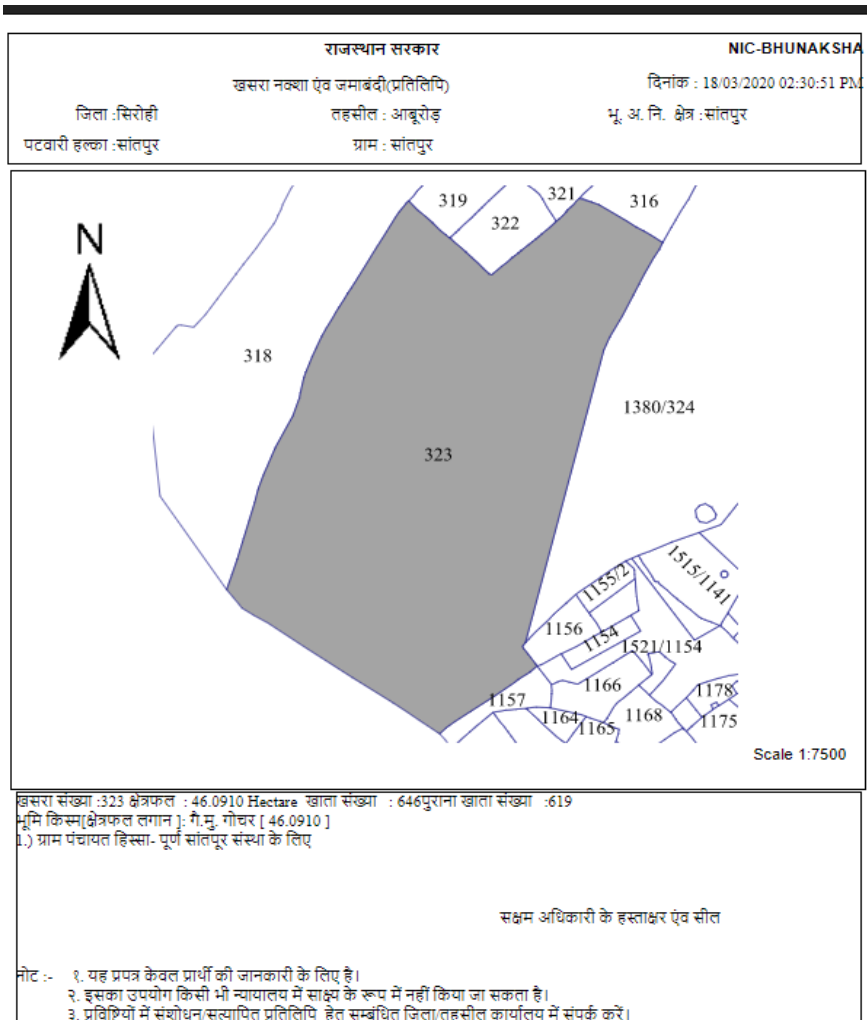 राजस्थान सरकार NIC-BHUNAKSHA
खसरा नक्शा एंव जमाबंदी(प्रतिलिपि) दिनांक : 18/03/2020 02:30:51 PM
जिला :सिरोही तहसील : आबूरोड़ भू. अ. नि. क्षेत्र :सांतपुर
पटवारी हल्का :सांतपुर ग्राम : सांतपुर
319 321 316
322
N
318
1380/324
323
1515/1141
1155/2
1156
1154
1521/1154
1166
1178
1157
1164
1168
1165
1175
Scale 1:7500
खसरा संख्या :323 क्षेत्रफल : 46.0910 Hectare खाता संख्या : 646पुराना खाता संख्या :619
भूमि किस्म[क्षेत्रफल लगान ]: गै.मु. गोचर [ 46.0910 ]
1.) ग्राम पंचायत हिस्सा- पूर्ण सांतपूर संस्था के लिए
सक्षम अधिकारी के हस्ताक्षर एंव सील
नोट :- १. यह प्रपत्र केवल प्रार्थी की जानकारी के लिए है।
२. इसका उपयोग किसी भी न्यायालय में साक्ष्य के रूप में नहीं किया जा सकता है।
३. प्रविष्टियों में संशोधन/सत्यापित प्रतिलिपि हेतु सम्बंधित जिला/तहसील कार्यालय में संपर्क करें।